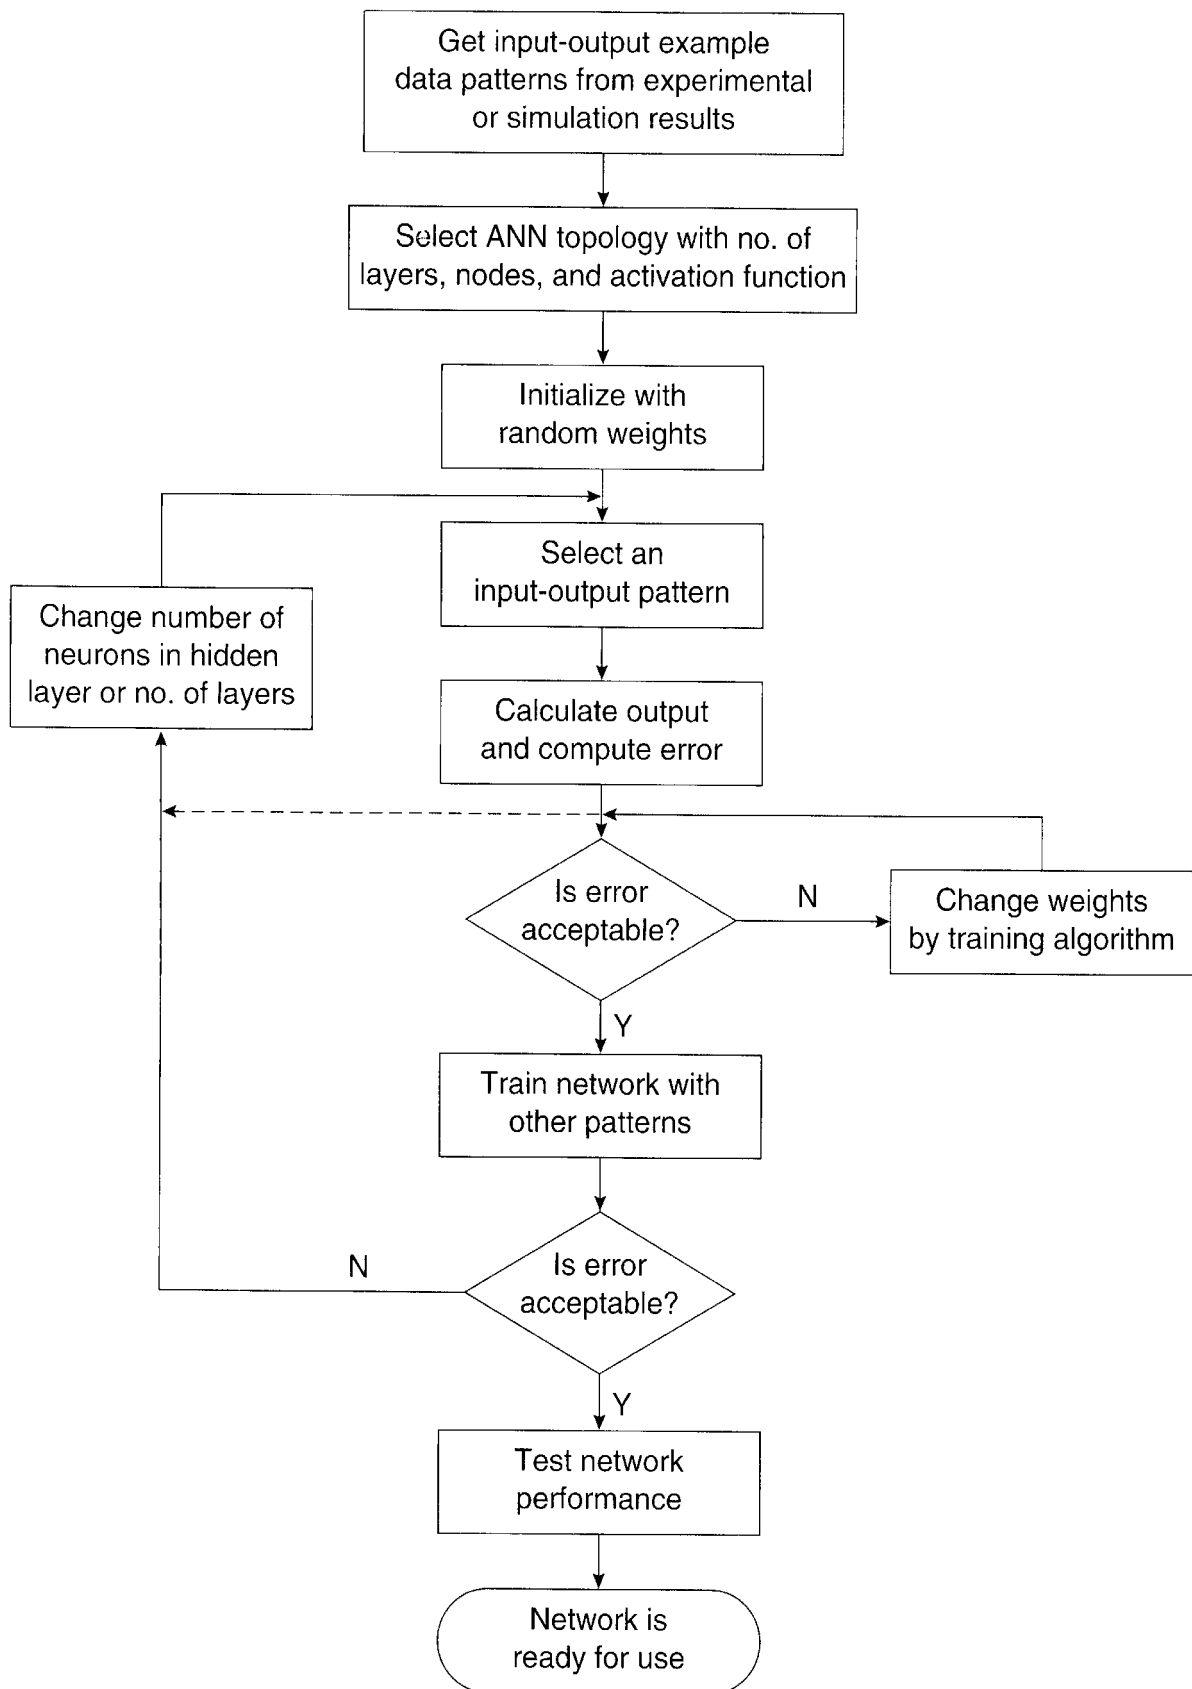 Get input-output example
data patterns from experimental
or simulation results
Select ANN topology with no. of
layers, nodes, and activation function
Initialize with
random weights
Select an
input-output pattern
Change number of
neurons in hidden
layer or no. of layers
Calculate output
and compute error
Is error
acceptable?
N
Change weights
by training algorithm
Y
Train network with
other patterns
N
Is error
acceptable?
Y
Test network
performance
Network is
ready for use